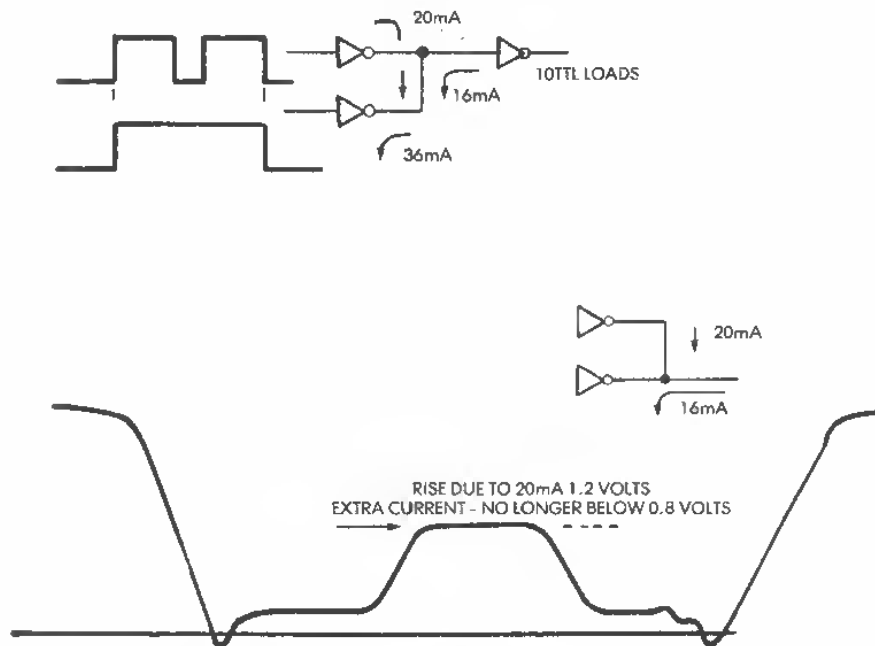 20mA
10TTL LOADS
16mA
36mA
20mA
16mA
RISE DUE TO 20mA 1.2 VOLTS
EXTRA CURRENT - NO LONGER BELOW 0.8 VOLTS